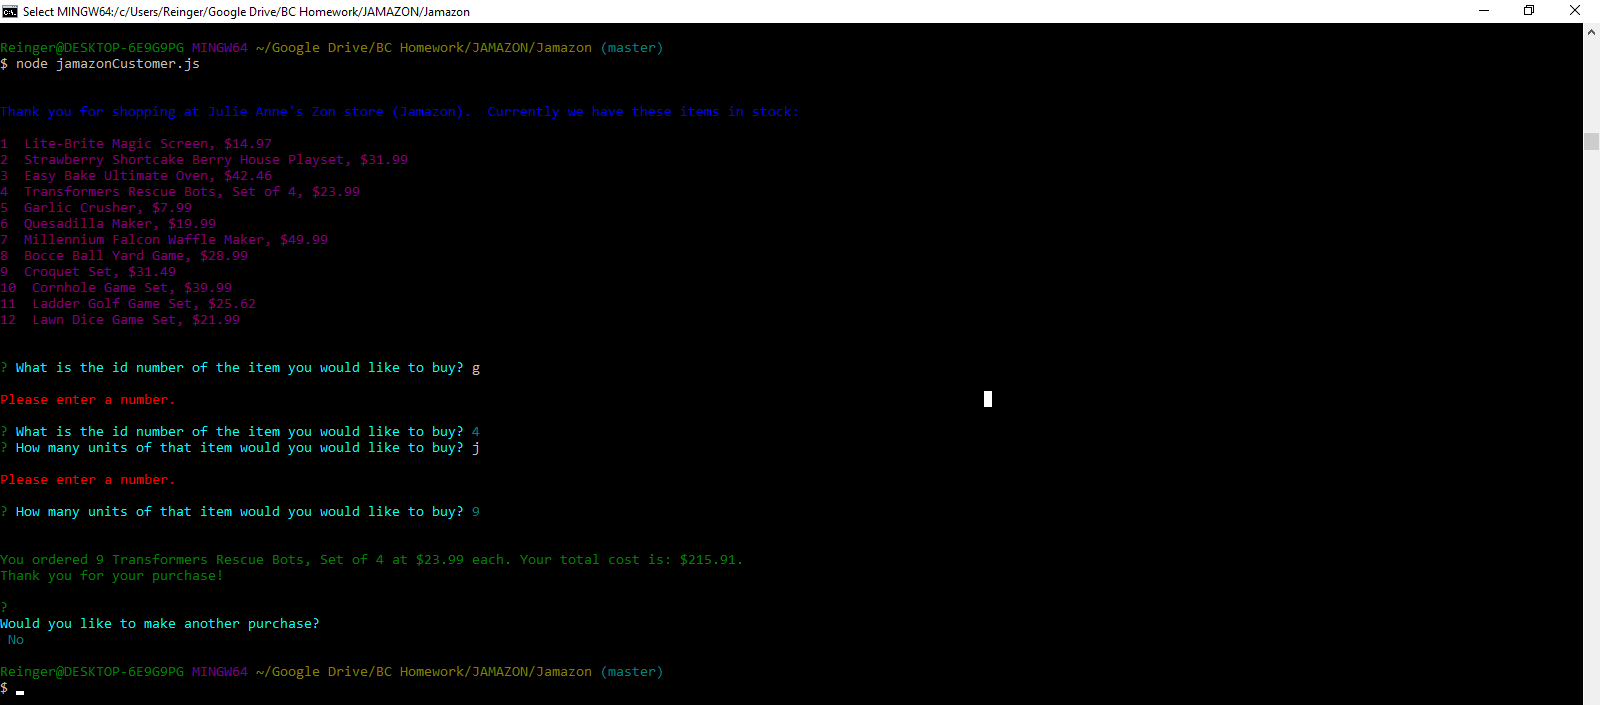 Select MINGW64:/c/Users/Reinger/Google Drive/BC Homework/JAMAZON/Jamazon
Reinger@DESKTOP-6E9G9PG MINGW64 ~/Google Drive/BC Homework/JAMAZON/Jamazon (master)
$ node jamazonCustomer.js
Thank you for shopping at Julie Anne's Zon store (Jamazon).  Currently we have these items in stock:
1  Lite-Brite Magic Screen, $14.97
2  Strawberry Shortcake Berry House Playset, $31.99
3  Easy Bake Ultimate Oven, $42.46
4  Transformers Rescue Bots, Set of 4, $23.99
5  Garlic Crusher, $7.99
6  Quesadilla Maker, $19.99
7  Millennium Falcon Waffle Maker, $49.99
8  Bocce Ball Yard Game, $28.99
9  Croquet Set, $31.49
10  Cornhole Game Set, $39.99
11  Ladder Golf Game Set, $25.62
12  Lawn Dice Game Set, $21.99
? What is the id number of the item you would like to buy? g
Please enter a number.
? What is the id number of the item you would like to buy? 4
? How many units of that item would you would like to buy? j
Please enter a number.
? How many units of that item would you would like to buy? 9
You ordered 9 Transformers Rescue Bots, Set of 4 at $23.99 each. Your total cost is: $215.91.
Thank you for your purchase!
?
Would you like to make another purchase?
No
Reinger@DESKTOP-6E9G9PG MINGW64 ~/Google Drive/BC Homework/JAMAZON/Jamazon (master)
$